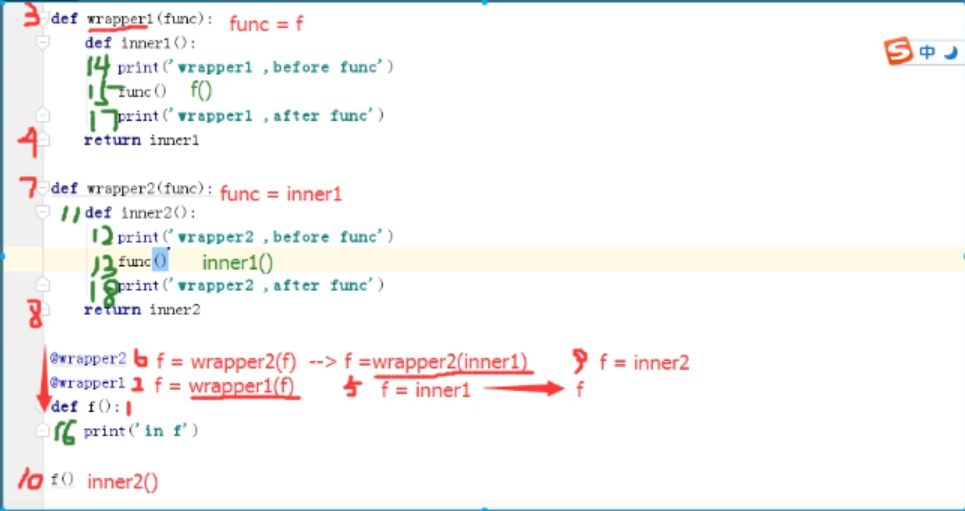 3 def wrapper1(func): func = f
def inner1():
14 print('wrapper1 ,before func')
15 func() f()
17 print('wrapper1 ,after func')
4 return inner1
7 def wrapper2(func): func = inner1
11 def inner2():
12 print('wrapper2 ,before func')
13 func() inner1()
18 print('wrapper2 ,after func')
8 return inner2
@wrapper2 6 f = wrapper2(f) --> f =wrapper2(inner1) 9 f = inner2
@wrapper1 2 f = wrapper1(f) 5 f = inner1 f
def f(): 1
16 print('in f')
10 f() inner2()
S 中